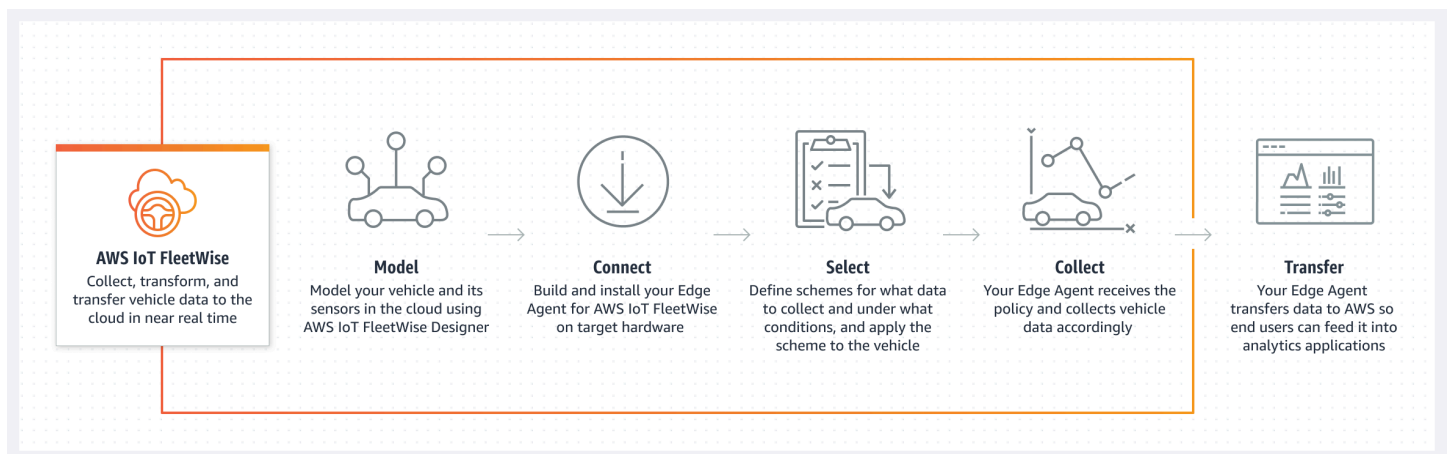 AWS IoT FleetWise
Collect, transform, and
transfer vehicle data to the
cloud in near real time
Model
Model your vehicle and its
sensors in the cloud using
AWS IoT FleetWise Designer
Connect
Build and install your Edge
Agent for AWS IoT FleetWise
on target hardware
Select
Define schemes for what data
to collect and under what
conditions, and apply the
scheme to the vehicle
Collect
Your Edge Agent receives the
policy and collects vehicle
data accordingly
Transfer
Your Edge Agent
transfers data to AWS so
end users can feed it into
analytics applications